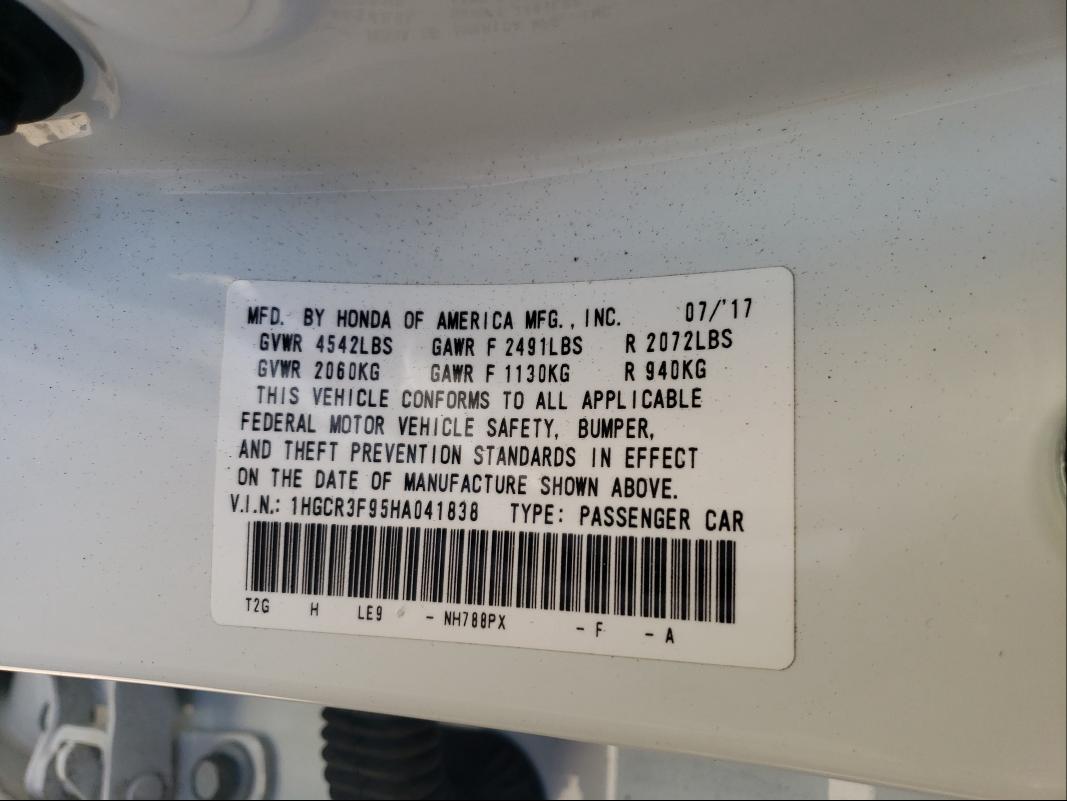 MFD. BY HONDA OF AMERICA MFG., INC. 07/'17
GVWR 4542LBS GAWR F 2491LBS R 2072LBS
GVWR 2060KG GAWR F 1130KG R 940KG
THIS VEHICLE CONFORMS TO ALL APPLICABLE
FEDERAL MOTOR VEHICLE SAFETY, BUMPER,
AND THEFT PREVENTION STANDARDS IN EFFECT
ON THE DATE OF MANUFACTURE SHOWN ABOVE.
V.I.N.: 1HGCR3F95HA041838 TYPE: PASSENGER CAR
T2G H LE9 - NH788PX - F - A